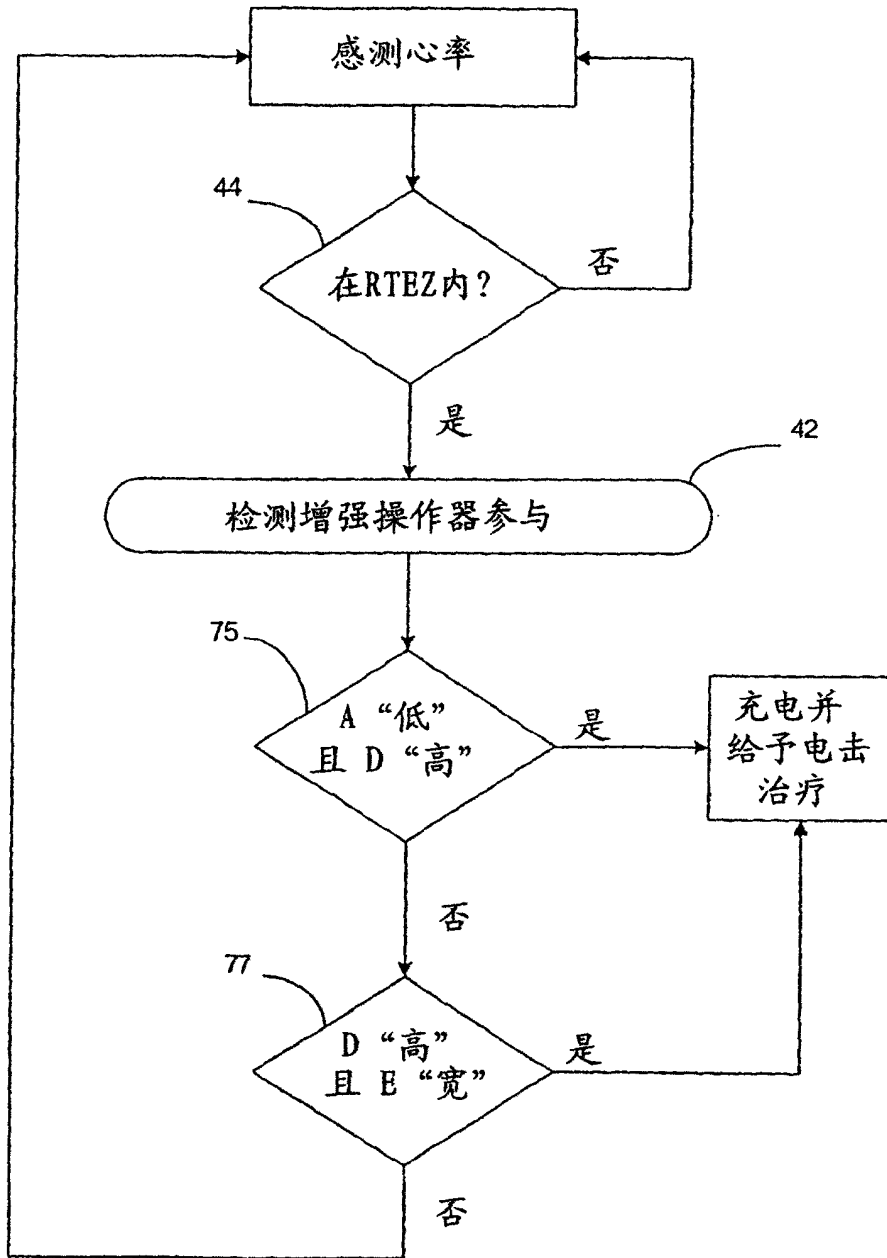 感测心率
44
在RTEZ内?
否
是
42
检测增强操作器参与
75
A “低”
且 D “高”
是
充电并
给予电击
治疗
否
77
D “高”
且 E “宽”
是
否